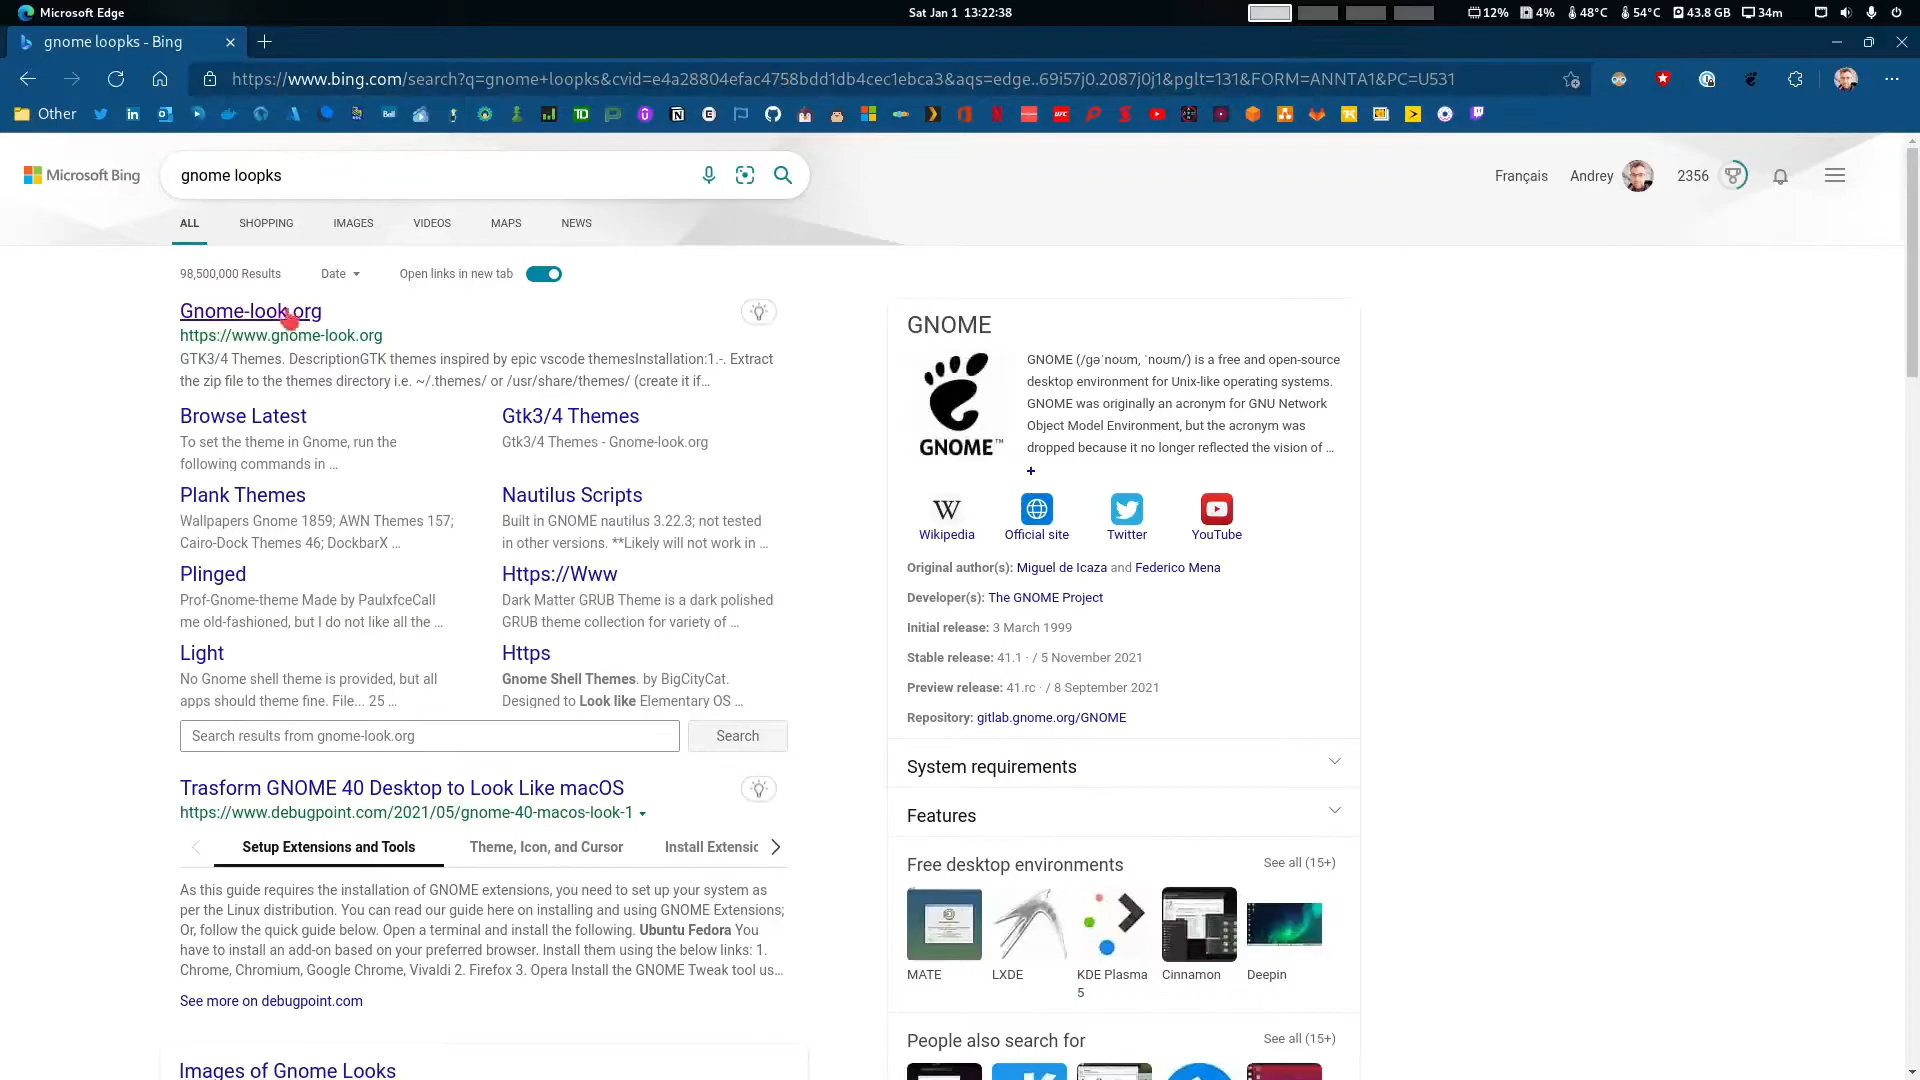 Microsoft Edge
Sat Jan 1 13:22:38
12% 4% 48°C 54°C 43.8 GB 34m
gnome loopks - Bing
https://www.bing.com/search?q=gnome+loopks&cvid=e4a28804efac4758bdd1db4cec1ebca3&aqs=edge..69i57j0.2087j0j1&pglt=131&FORM=ANNTA1&PC=U531
Other
Microsoft Bing
gnome loopks
Français Andrey 2356
ALL SHOPPING IMAGES VIDEOS MAPS NEWS
98,500,000 Results Date Open links in new tab
Gnome-look.org
https://www.gnome-look.org
GTK3/4 Themes. DescriptionGTK themes inspired by epic vscode themesInstallation:1.-. Extract
the zip file to the themes directory i.e. ~/.themes/ or /usr/share/themes/ (create it if…
Browse Latest
To set the theme in Gnome, run the
following commands in …
Gtk3/4 Themes
Gtk3/4 Themes - Gnome-look.org
Plank Themes
Wallpapers Gnome 1859; AWN Themes 157;
Cairo-Dock Themes 46; DockbarX …
Nautilus Scripts
Built in GNOME nautilus 3.22.3; not tested
in other versions. **Likely will not work in …
Plinged
Prof-Gnome-theme Made by PaulxfceCall
me old-fashioned, but I do not like all the …
Https://Www
Dark Matter GRUB Theme is a dark polished
GRUB theme collection for variety of …
Light
No Gnome shell theme is provided, but all
apps should theme fine. File... 25 …
Https
Gnome Shell Themes. by BigCityCat.
Designed to Look like Elementary OS …
Search results from gnome-look.org
Search
Trasform GNOME 40 Desktop to Look Like macOS
https://www.debugpoint.com/2021/05/gnome-40-macos-look-1
Setup Extensions and Tools Theme, Icon, and Cursor Install Extensic
As this guide requires the installation of GNOME extensions, you need to set up your system as
per the Linux distribution. You can read our guide here on installing and using GNOME Extensions;
Or, follow the quick guide below. Open a terminal and install the following. Ubuntu Fedora You
have to install an add-on based on your preferred browser. Install them using the below links: 1.
Chrome, Chromium, Google Chrome, Vivaldi 2. Firefox 3. Opera Install the GNOME Tweak tool us…
See more on debugpoint.com
Images of Gnome Looks
GNOME
GNOME™
GNOME (/ɡəˈnoʊm, ˈnoʊm/) is a free and open-source
desktop environment for Unix-like operating systems.
GNOME was originally an acronym for GNU Network
Object Model Environment, but the acronym was
dropped because it no longer reflected the vision of …
+
Wikipedia Official site Twitter YouTube
Original author(s): Miguel de Icaza and Federico Mena
Developer(s): The GNOME Project
Initial release: 3 March 1999
Stable release: 41.1 · / 5 November 2021
Preview release: 41.rc · / 8 September 2021
Repository: gitlab.gnome.org/GNOME
System requirements
Features
Free desktop environments
See all (15+)
MATE
LXDE
KDE Plasma
5
Cinnamon
Deepin
People also search for
See all (15+)